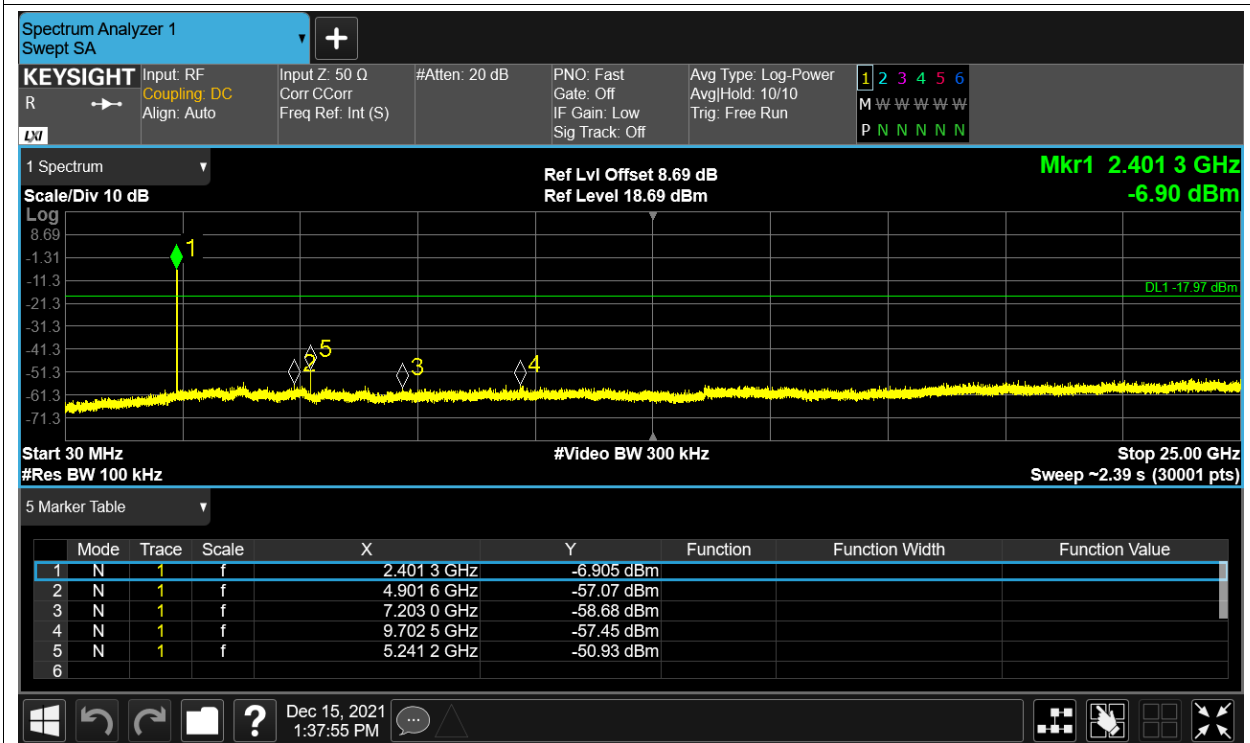 Spectrum Analyzer 1
Swept SA
KEYSIGHT
R
LXI
Input: RF
Coupling: DC
Align: Auto
Input Z: 50 Ω
Corr CCorr
Freq Ref: Int (S)
#Atten: 20 dB
PNO: Fast
Gate: Off
IF Gain: Low
Sig Track: Off
Avg Type: Log-Power
Avg|Hold: 10/10
Trig: Free Run
1 2 3 4 5 6
M W W W W W
P N N N N N
1 Spectrum
Scale/Div 10 dB
Ref Lvl Offset 8.69 dB
Ref Level 18.69 dBm
Mkr1 2.401 3 GHz
-6.90 dBm
Log
8.69
-1.31
-11.3
-21.3
-31.3
-41.3
-51.3
-61.3
-71.3
1
DL1 -17.97 dBm
2
5
3
4
Start 30 MHz
#Res BW 100 kHz
#Video BW 300 kHz
Stop 25.00 GHz
Sweep ~2.39 s (30001 pts)
5 Marker Table
Mode Trace Scale X Y Function Function Width Function Value
1 N 1 f 2.401 3 GHz -6.905 dBm
2 N 1 f 4.901 6 GHz -57.07 dBm
3 N 1 f 7.203 0 GHz -58.68 dBm
4 N 1 f 9.702 5 GHz -57.45 dBm
5 N 1 f 5.241 2 GHz -50.93 dBm
6
?
Dec 15, 2021
1:37:55 PM